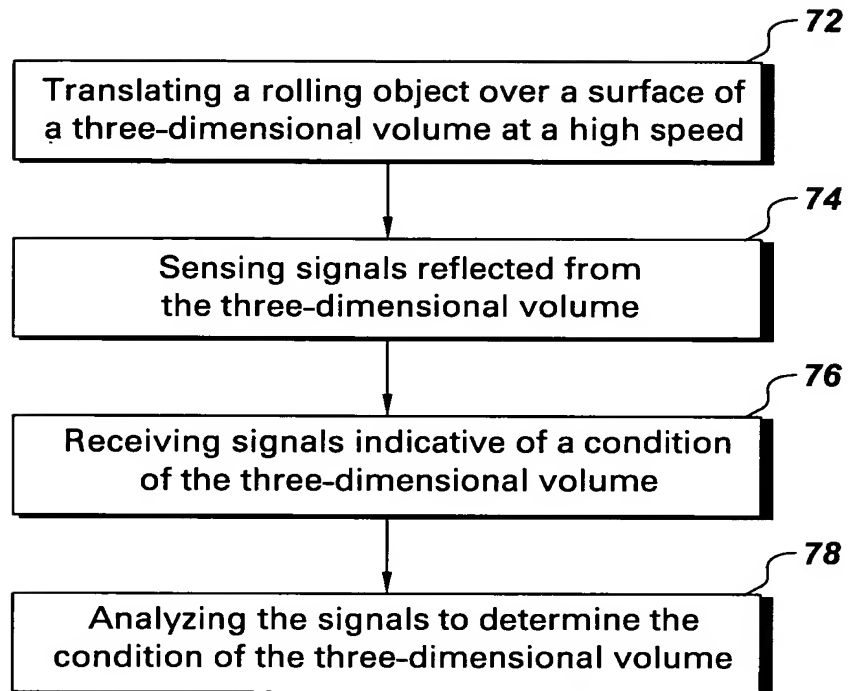 72
Translating a rolling object over a surface of
a three-dimensional volume at a high speed
74
Sensing signals reflected from
the three-dimensional volume
76
Receiving signals indicative of a condition
of the three-dimensional volume
78
Analyzing the signals to determine the
condition of the three-dimensional volume